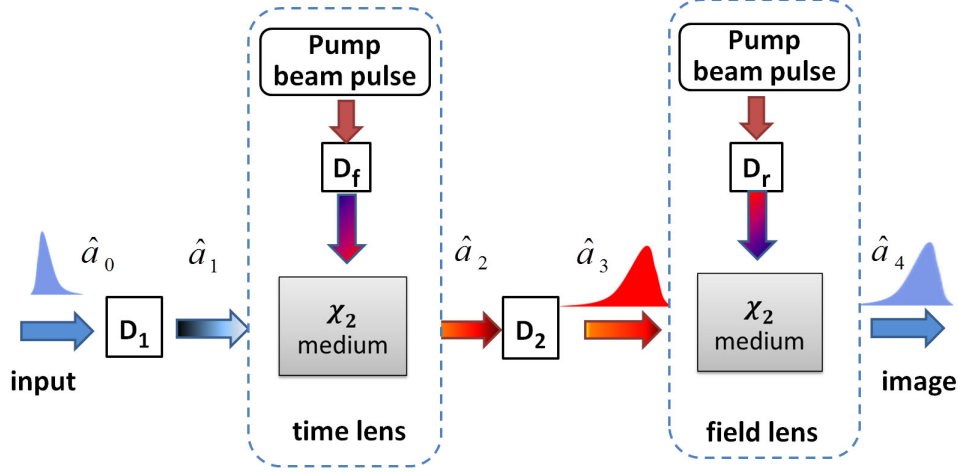 Pump
beam pulse
Pump
beam pulse
D_f
D_r
â_0
â_1
â_2
â_3
â_4
D_1
χ_2
medium
D_2
χ_2
medium
input
image
time lens
field lens